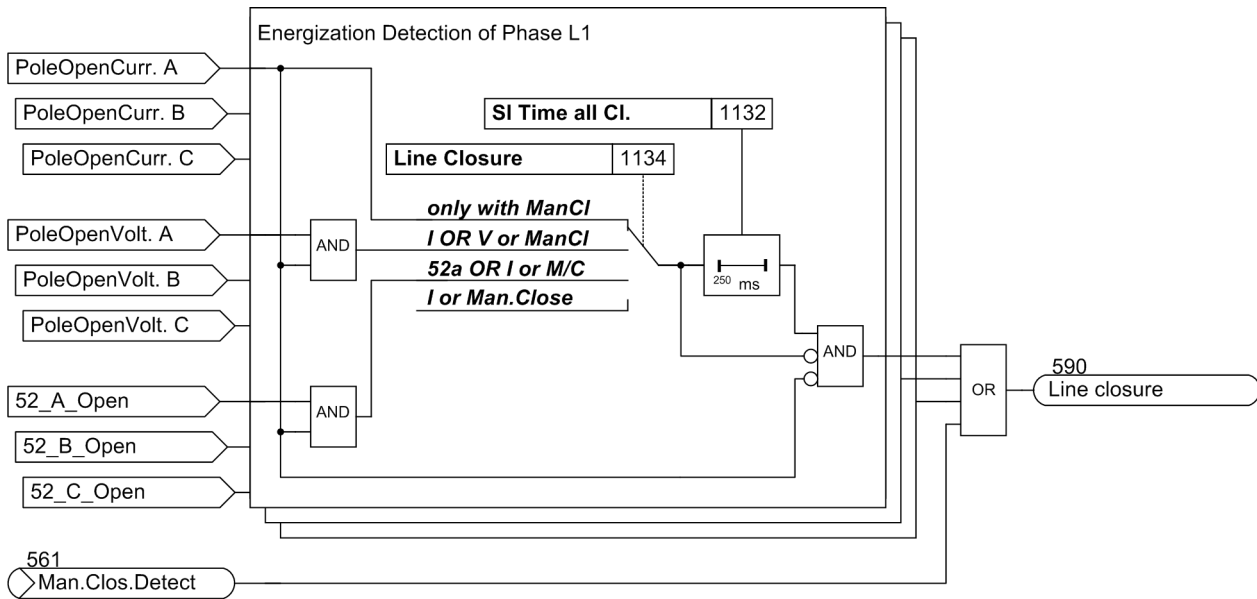 Energization Detection of Phase L1
PoleOpenCurr. A
PoleOpenCurr. B
PoleOpenCurr. C
SI Time all Cl. 1132
Line Closure 1134
only with ManCl
I OR V or ManCl
52a OR I or M/C
I or Man.Close
PoleOpenVolt. A
PoleOpenVolt. B
PoleOpenVolt. C
AND
250 ms
AND
52_A_Open
52_B_Open
52_C_Open
AND
OR
590
Line closure
561
Man.Clos.Detect